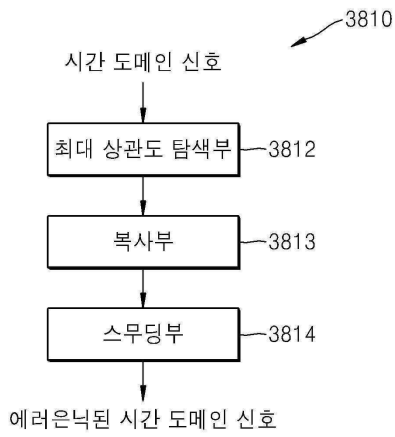 3810
시간 도메인 신호
최대 상관도 탐색부 3812
복사부 3813
스무딩부 3814
에러은닉된 시간 도메인 신호